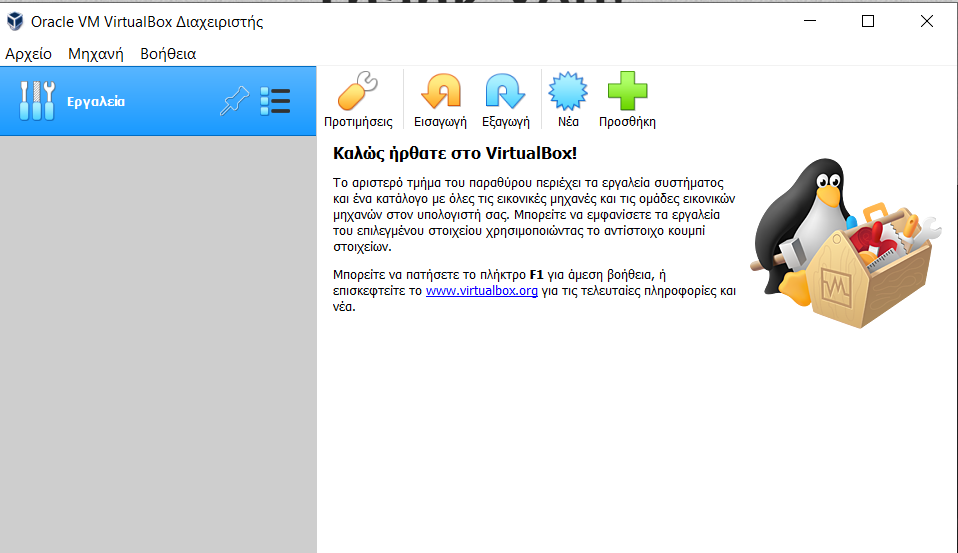 Oracle VM VirtualBox Διαχειριστής
Αρχείο Μηχανή Βοήθεια
Εργαλεία
Προτιμήσεις Εισαγωγή Εξαγωγή Νέα Προσθήκη
Καλώς ήρθατε στο VirtualBox!
Το αριστερό τμήμα του παραθύρου περιέχει τα εργαλεία συστήματος
και ένα κατάλογο με όλες τις εικονικές μηχανές και τις ομάδες εικονικών
μηχανών στον υπολογιστή σας. Μπορείτε να εμφανίσετε τα εργαλεία
του επιλεγμένου στοιχείου χρησιμοποιώντας το αντίστοιχο κουμπί
στοιχείων.
Μπορείτε να πατήσετε το πλήκτρο F1 για άμεση βοήθεια, ή
επισκεφτείτε το www.virtualbox.org για τις τελευταίες πληροφορίες και
νέα.